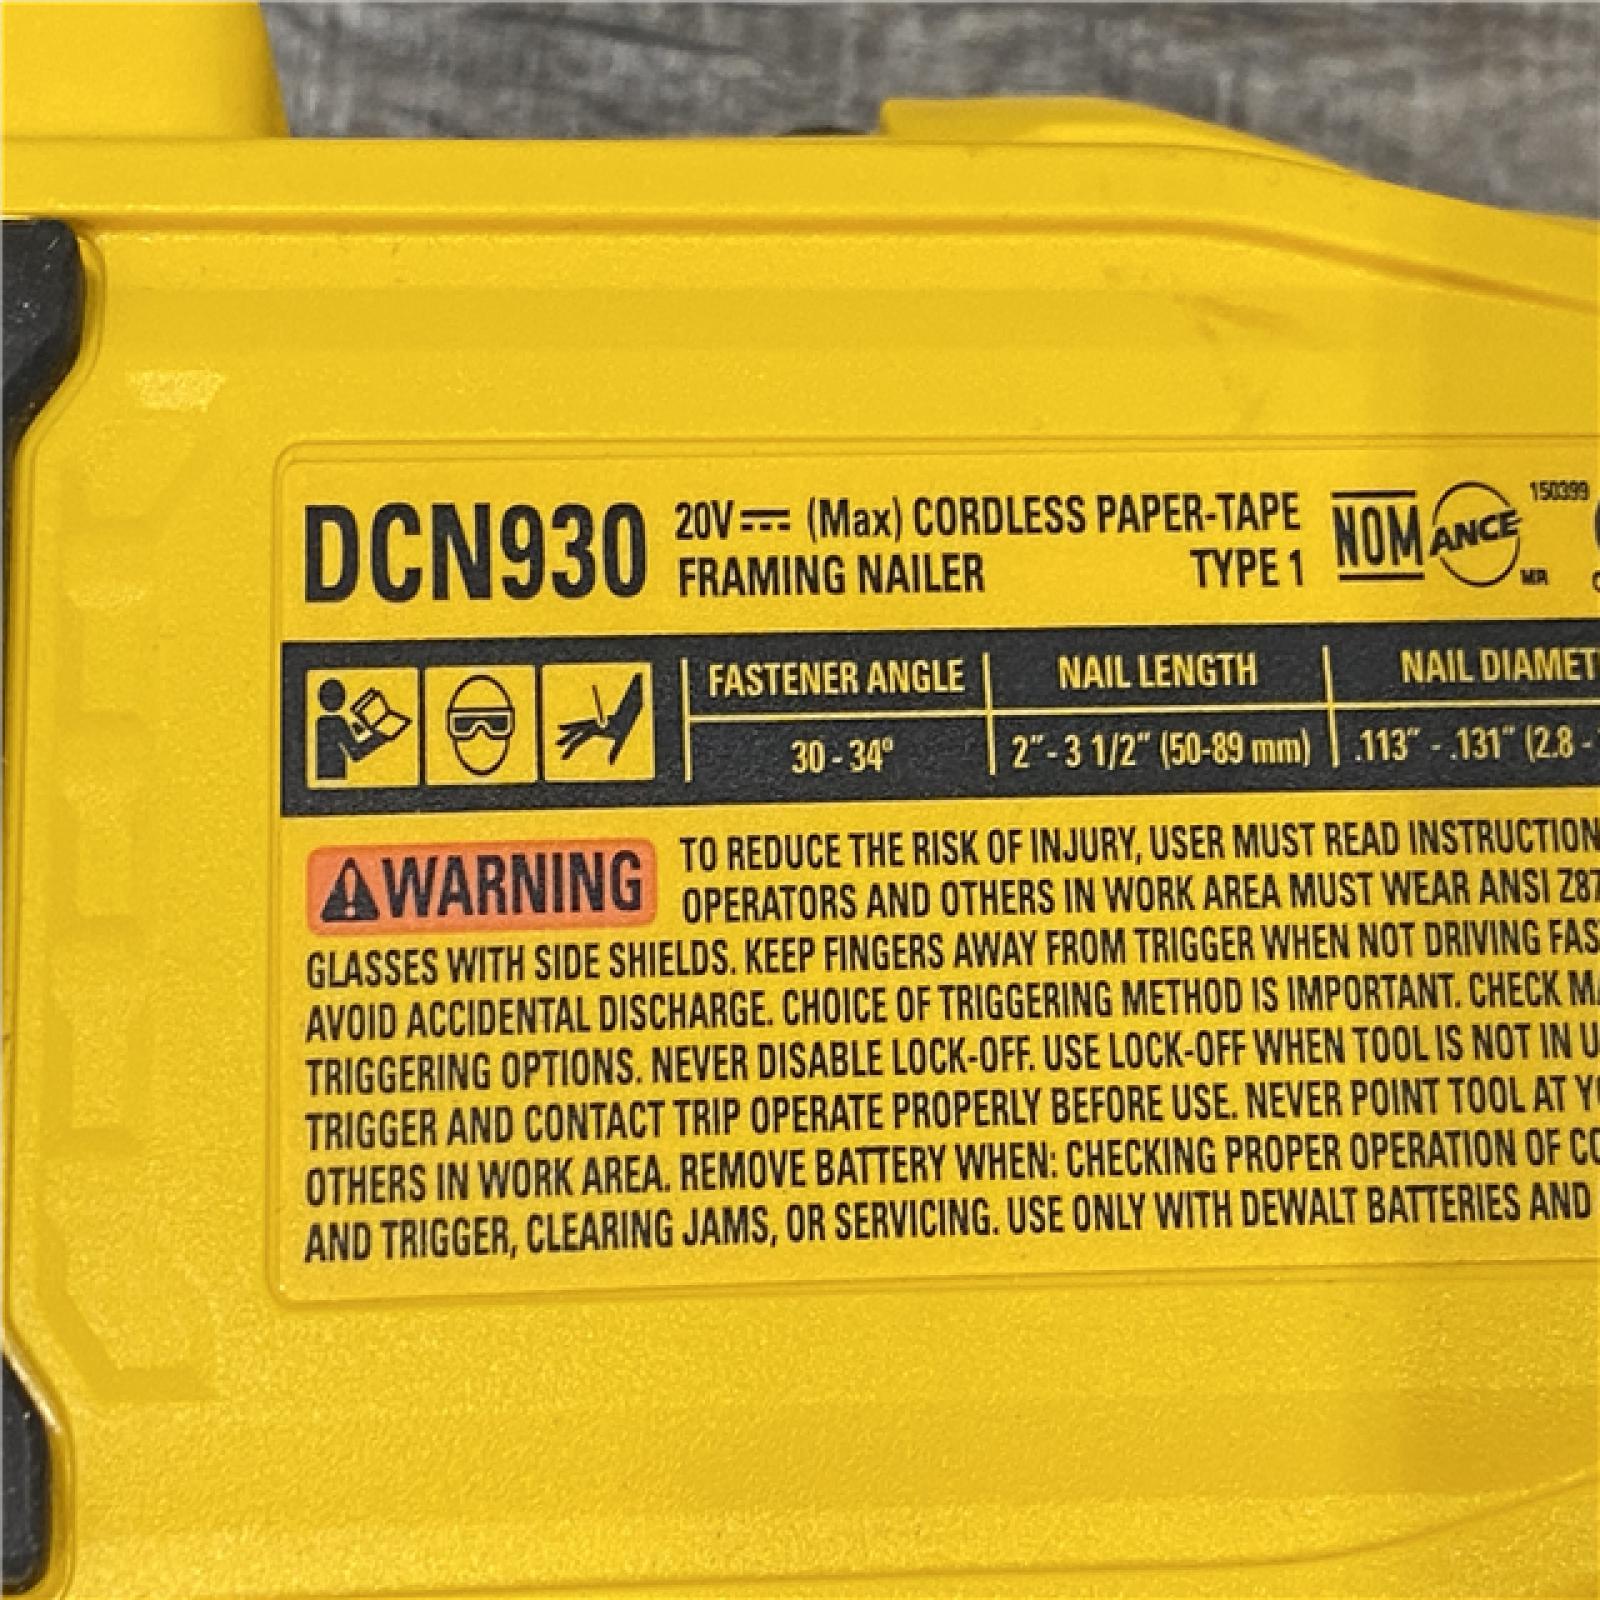 DCN930 20V (Max) CORDLESS PAPER-TAPE
FRAMING NAILER TYPE 1
NOM ANCE 150399
MR
FASTENER ANGLE NAIL LENGTH NAIL DIAMET
30 - 34° 2" - 3 1/2" (50-89 mm) .113" - .131" (2.8 -
WARNING TO REDUCE THE RISK OF INJURY, USER MUST READ INSTRUCTION
OPERATORS AND OTHERS IN WORK AREA MUST WEAR ANSI Z87
GLASSES WITH SIDE SHIELDS. KEEP FINGERS AWAY FROM TRIGGER WHEN NOT DRIVING FAS
AVOID ACCIDENTAL DISCHARGE. CHOICE OF TRIGGERING METHOD IS IMPORTANT. CHECK MA
TRIGGERING OPTIONS. NEVER DISABLE LOCK-OFF. USE LOCK-OFF WHEN TOOL IS NOT IN U
TRIGGER AND CONTACT TRIP OPERATE PROPERLY BEFORE USE. NEVER POINT TOOL AT YO
OTHERS IN WORK AREA. REMOVE BATTERY WHEN: CHECKING PROPER OPERATION OF CO
AND TRIGGER, CLEARING JAMS, OR SERVICING. USE ONLY WITH DEWALT BATTERIES AND